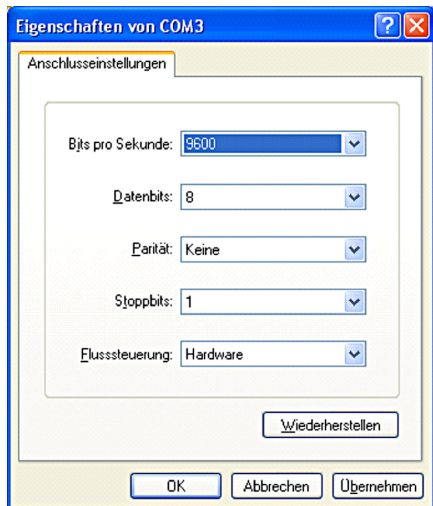 Eigenschaften von COM3
Anschlusseinstellungen
Bits pro Sekunde: 9600
Datenbits: 8
Parität: Keine
Stoppbits: 1
Flusssteuerung: Hardware
Wiederherstellen
OK Abbrechen Übernehmen